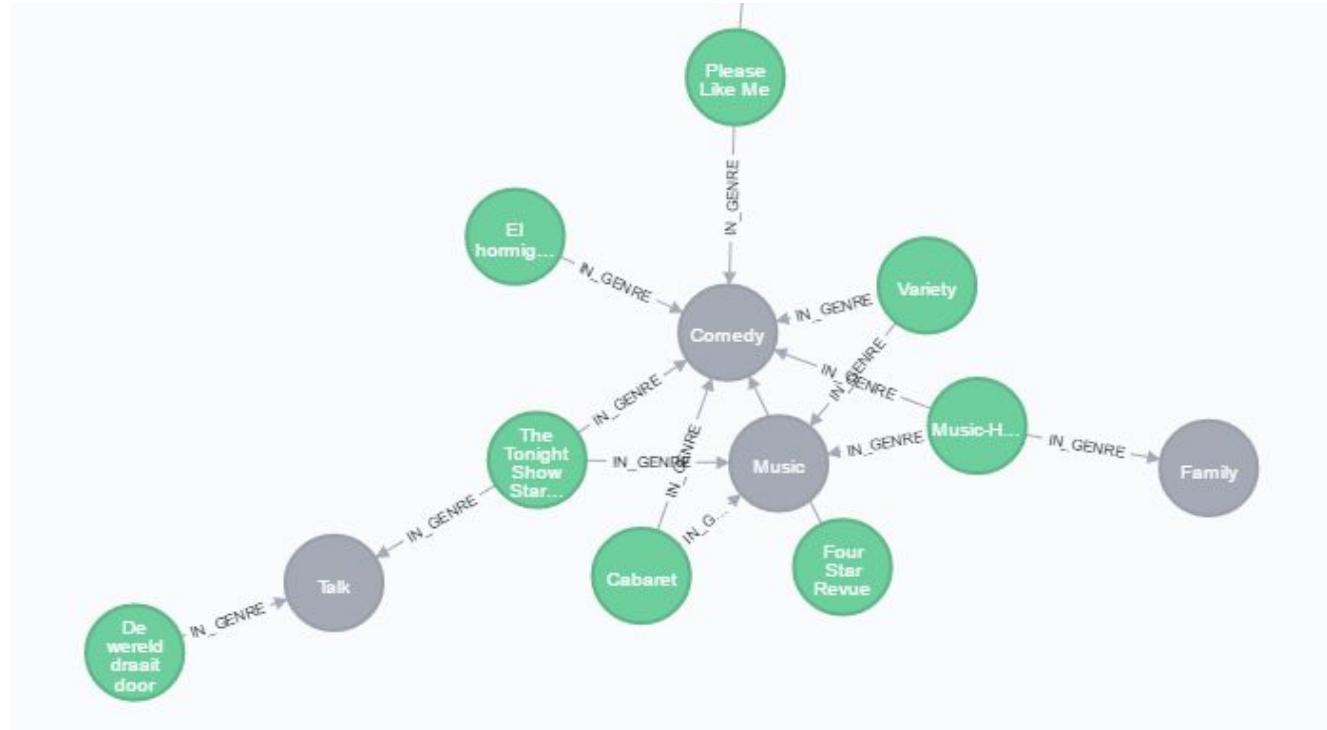 Please
Like Me
IN_GENRE
El
hormig...
IN_GENRE
Variety
IN_GENRE
Comedy
IN_GENRE
IN_GENRE
IN_GENRE
The
Tonight
Show
Star...
IN_GENRE
IN_GENRE
Music
IN_GENRE
Music-H...
IN_GENRE
Family
IN_GENRE
IN_G...
Cabaret
Four
Star
Revue
Talk
IN_GENRE
De
wereld
draait
door